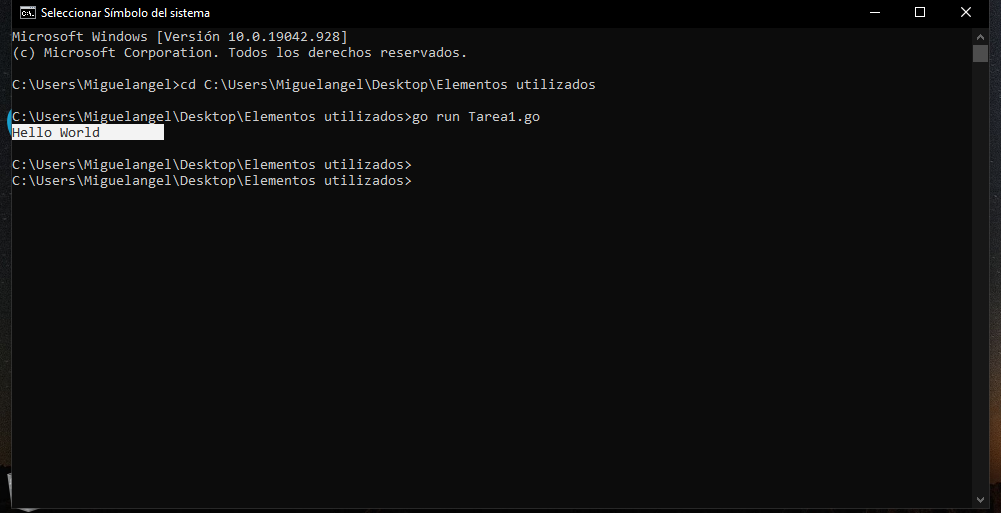 Seleccionar Símbolo del sistema
Microsoft Windows [Versión 10.0.19042.928]
(c) Microsoft Corporation. Todos los derechos reservados.
C:\Users\Miguelangel>cd C:\Users\Miguelangel\Desktop\Elementos utilizados
C:\Users\Miguelangel\Desktop\Elementos utilizados>go run Tarea1.go
Hello World
C:\Users\Miguelangel\Desktop\Elementos utilizados>
C:\Users\Miguelangel\Desktop\Elementos utilizados>